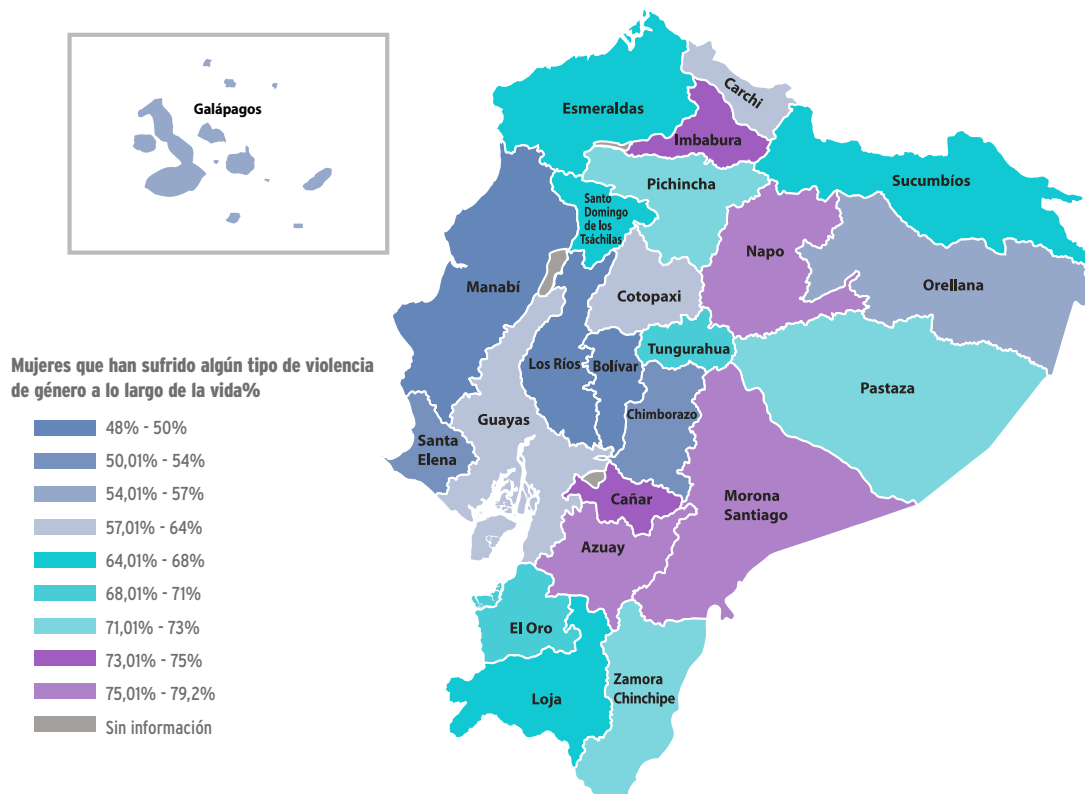 Galápagos
Esmeraldas
Carchi
Imbabura
Pichincha
Sucumbíos
Santo
Domingo
de los
Tsáchilas
Napo
Manabí
Cotopaxi
Orellana
Tungurahua
Los Ríos
Bolívar
Pastaza
Mujeres que han sufrido algún tipo de violencia
de género a lo largo de la vida%
48% - 50%
50,01% - 54%
54,01% - 57%
57,01% - 64%
64,01% - 68%
68,01% - 71%
71,01% - 73%
73,01% - 75%
75,01% - 79,2%
Sin información
Guayas
Chimborazo
Santa
Elena
Cañar
Morona
Santiago
Azuay
El Oro
Loja
Zamora
Chinchipe